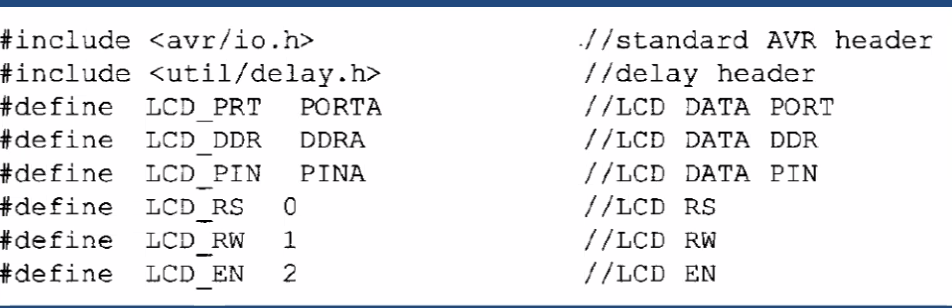 #include <avr/io.h> .//standard AVR header
#include <util/delay.h> //delay header
#define LCD_PRT PORTA //LCD DATA PORT
#define LCD_DDR DDRA //LCD DATA DDR
#define LCD_PIN PINA //LCD DATA PIN
#define LCD_RS 0 //LCD RS
#define LCD_RW 1 //LCD RW
#define LCD_EN 2 //LCD EN